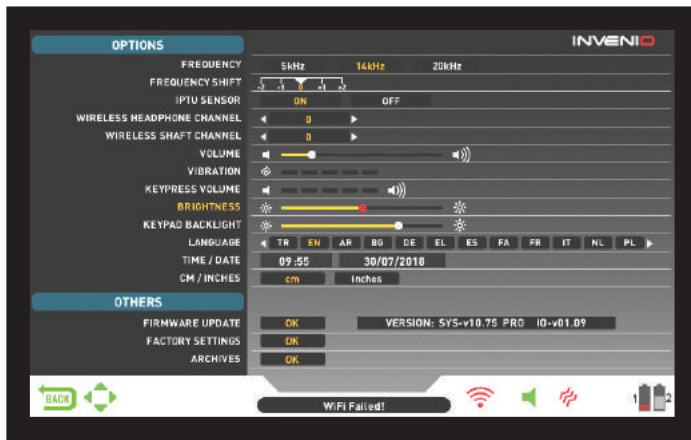 OPTIONS
INVENIO
FREQUENCY 5kHz 14kHz 20kHz
FREQUENCY SHIFT -2 -1 0 +1 +2
IPTU SENSOR ON OFF
WIRELESS HEADPHONE CHANNEL 0
WIRELESS SHAFT CHANNEL 0
VOLUME
VIBRATION
KEYPRESS VOLUME
BRIGHTNESS
KEYPAD BACKLIGHT
LANGUAGE TR EN AR BG DE EL ES FA FR IT NL PL
TIME / DATE 09:55 30/07/2018
CM / INCHES cm inches
OTHERS
FIRMWARE UPDATE OK VERSION: SYS-v10.75 PRO IO-v01.09
FACTORY SETTINGS OK
ARCHIVES OK
BACK
WiFi Failed!
1 2